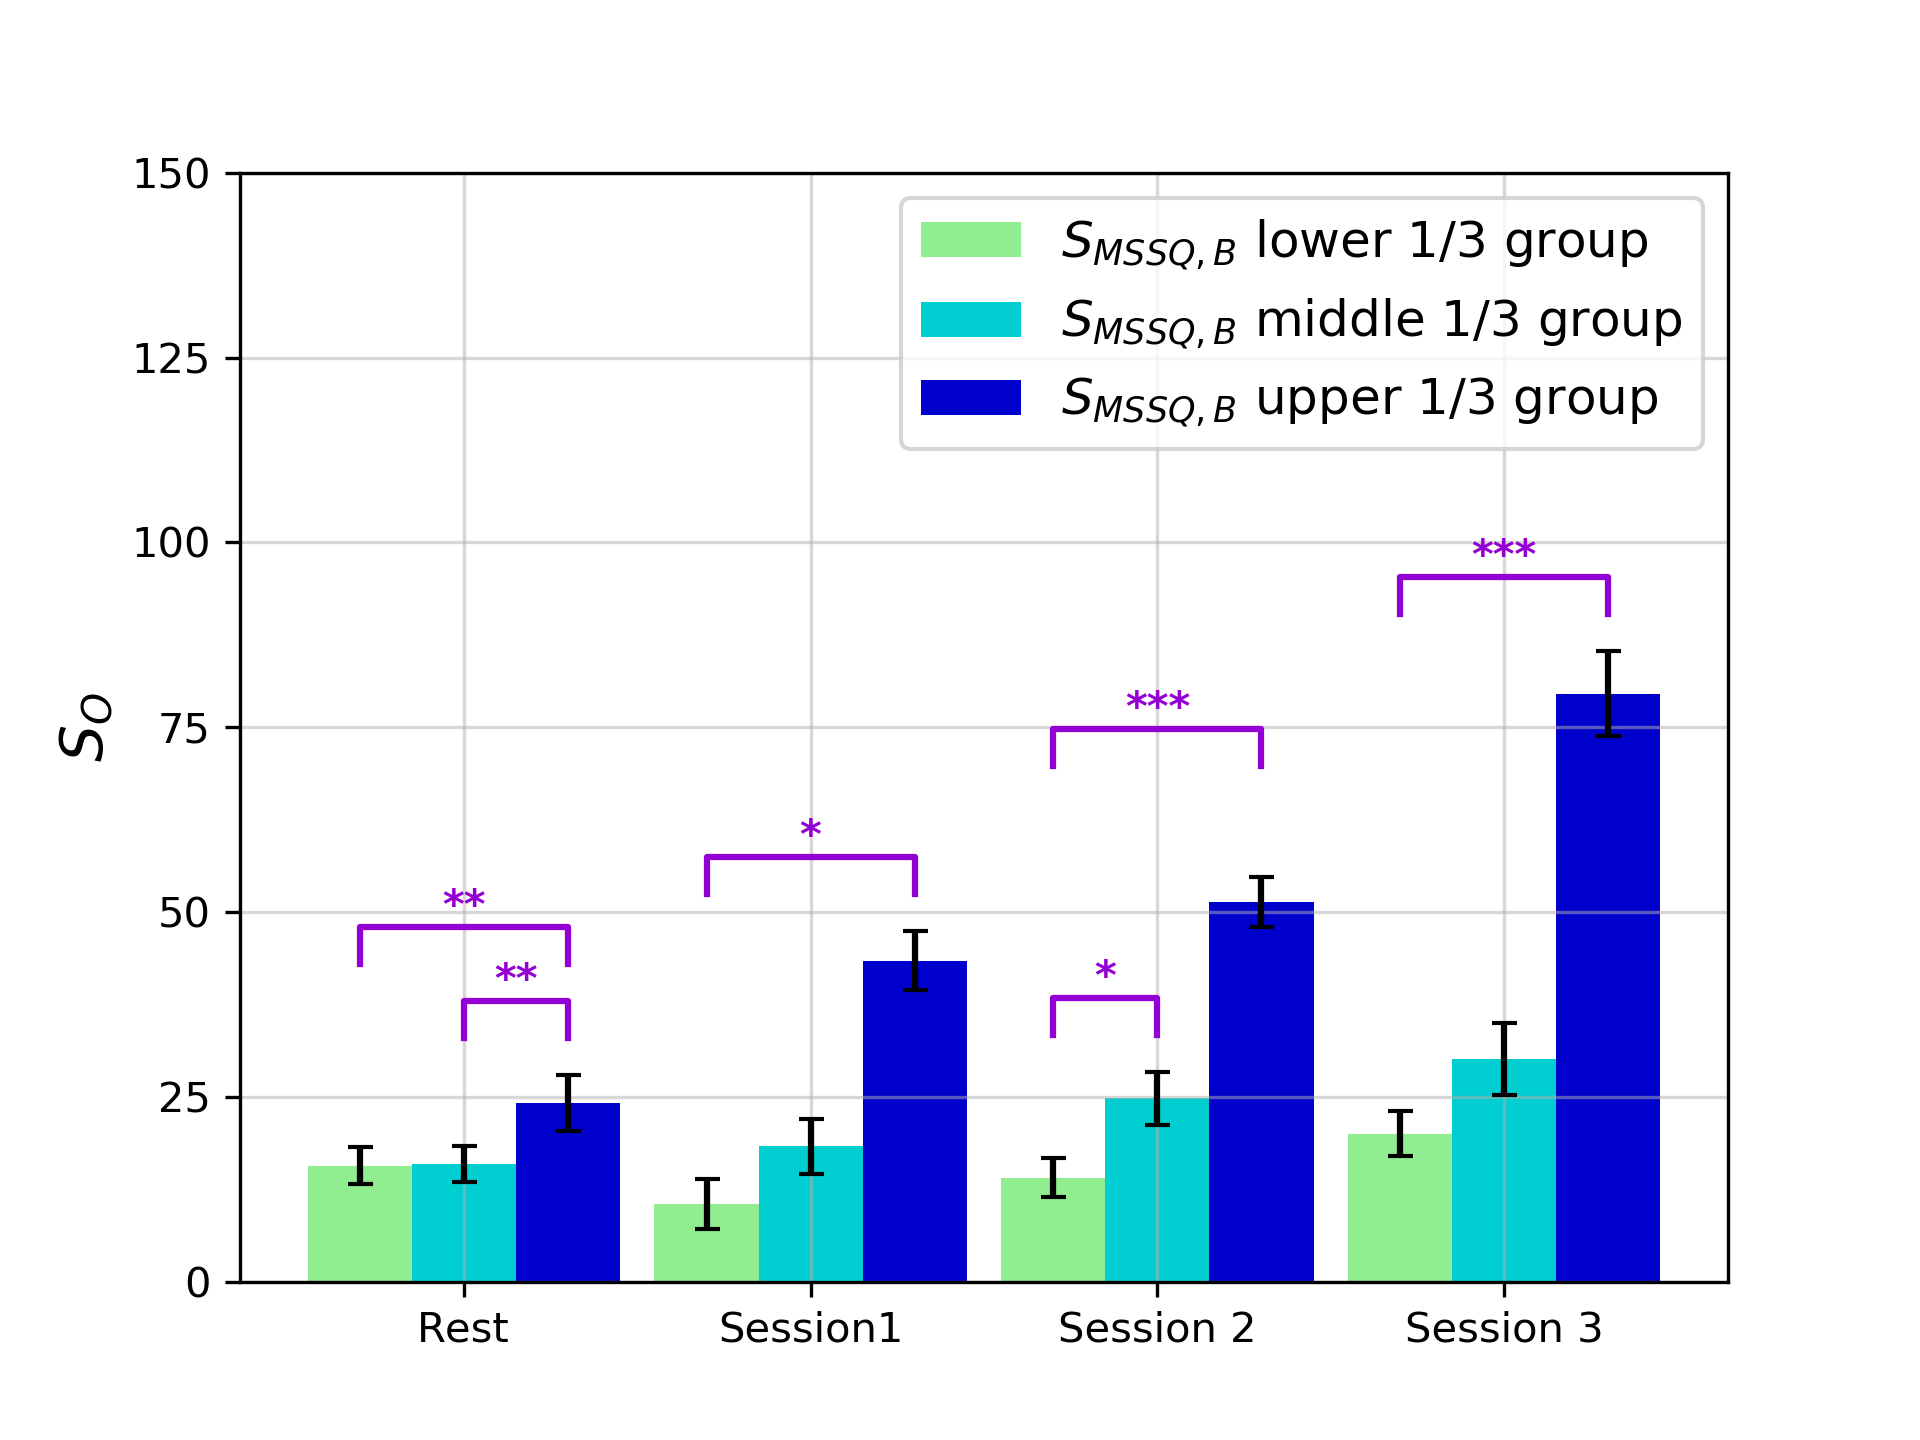 150
125
100
75
50
25
0
S_O
S_{MSSQ,B} lower 1/3 group
S_{MSSQ,B} middle 1/3 group
S_{MSSQ,B} upper 1/3 group
***
***
*
**
**
*
Rest Session1 Session 2 Session 3